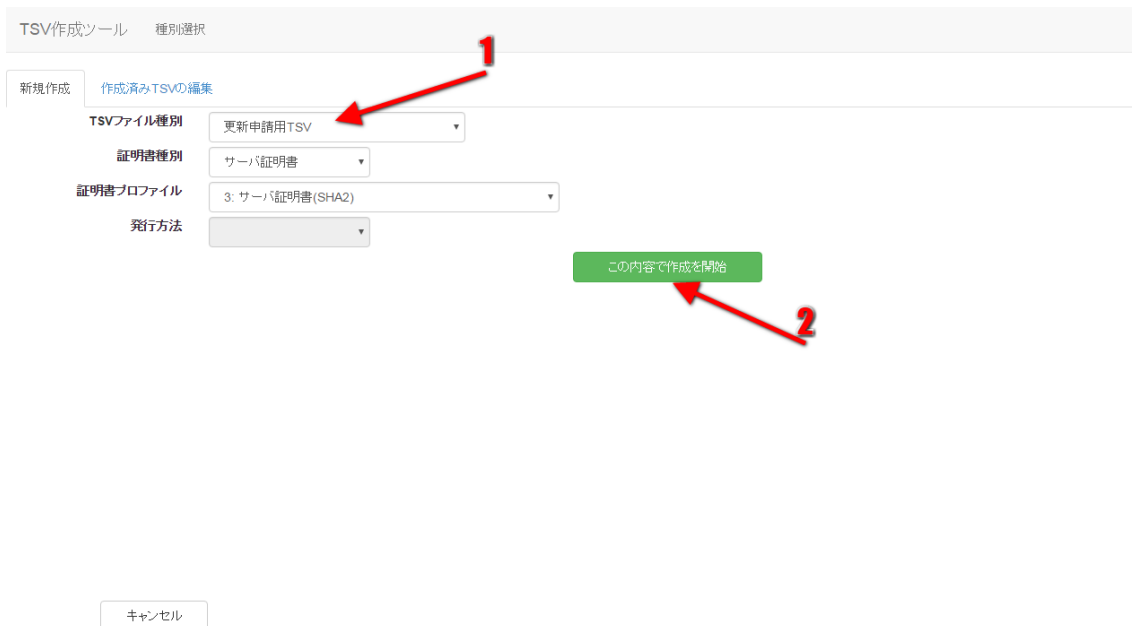 TSV作成ツール 種別選択
1
新規作成 作成済みTSVの編集
TSVファイル種別 更新申請用TSV
証明書種別 サーバ証明書
証明書プロファイル 3: サーバ証明書(SHA2)
発行方法
この内容で作成を開始
2
キャンセル